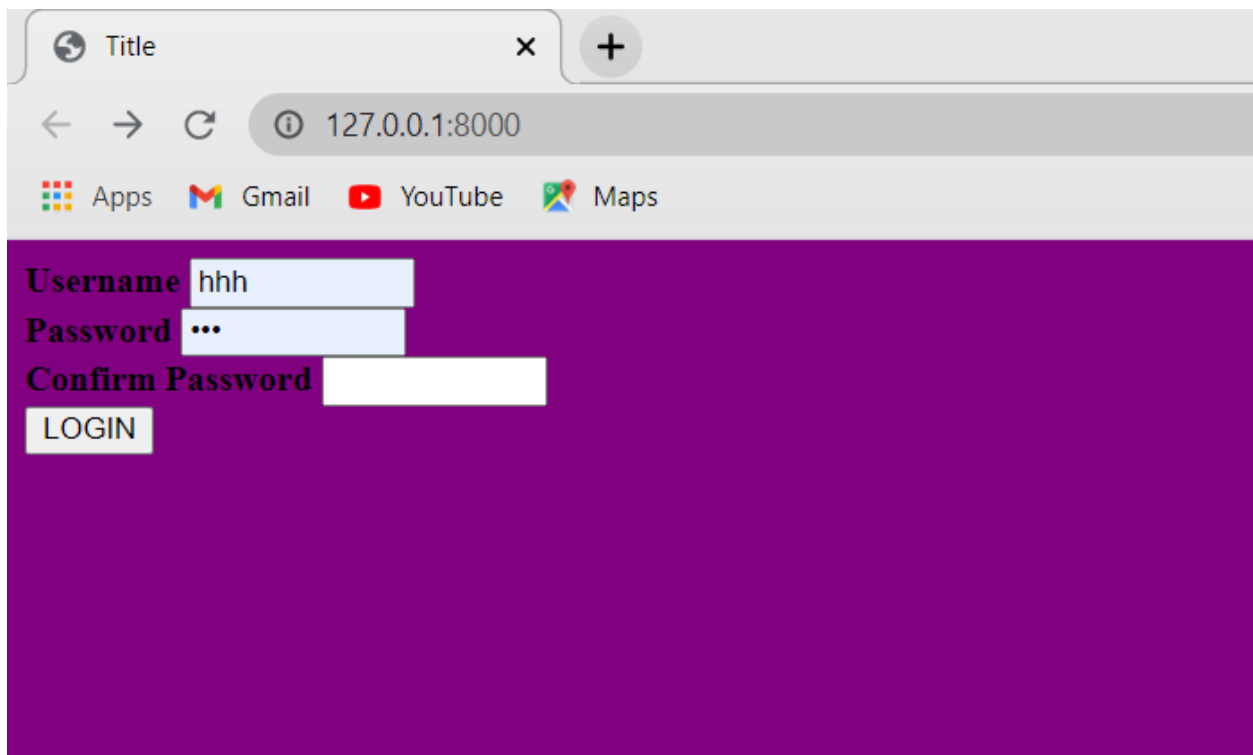 Title
127.0.0.1:8000
Apps Gmail YouTube Maps
Username hhh
Password •••
Confirm Password
LOGIN